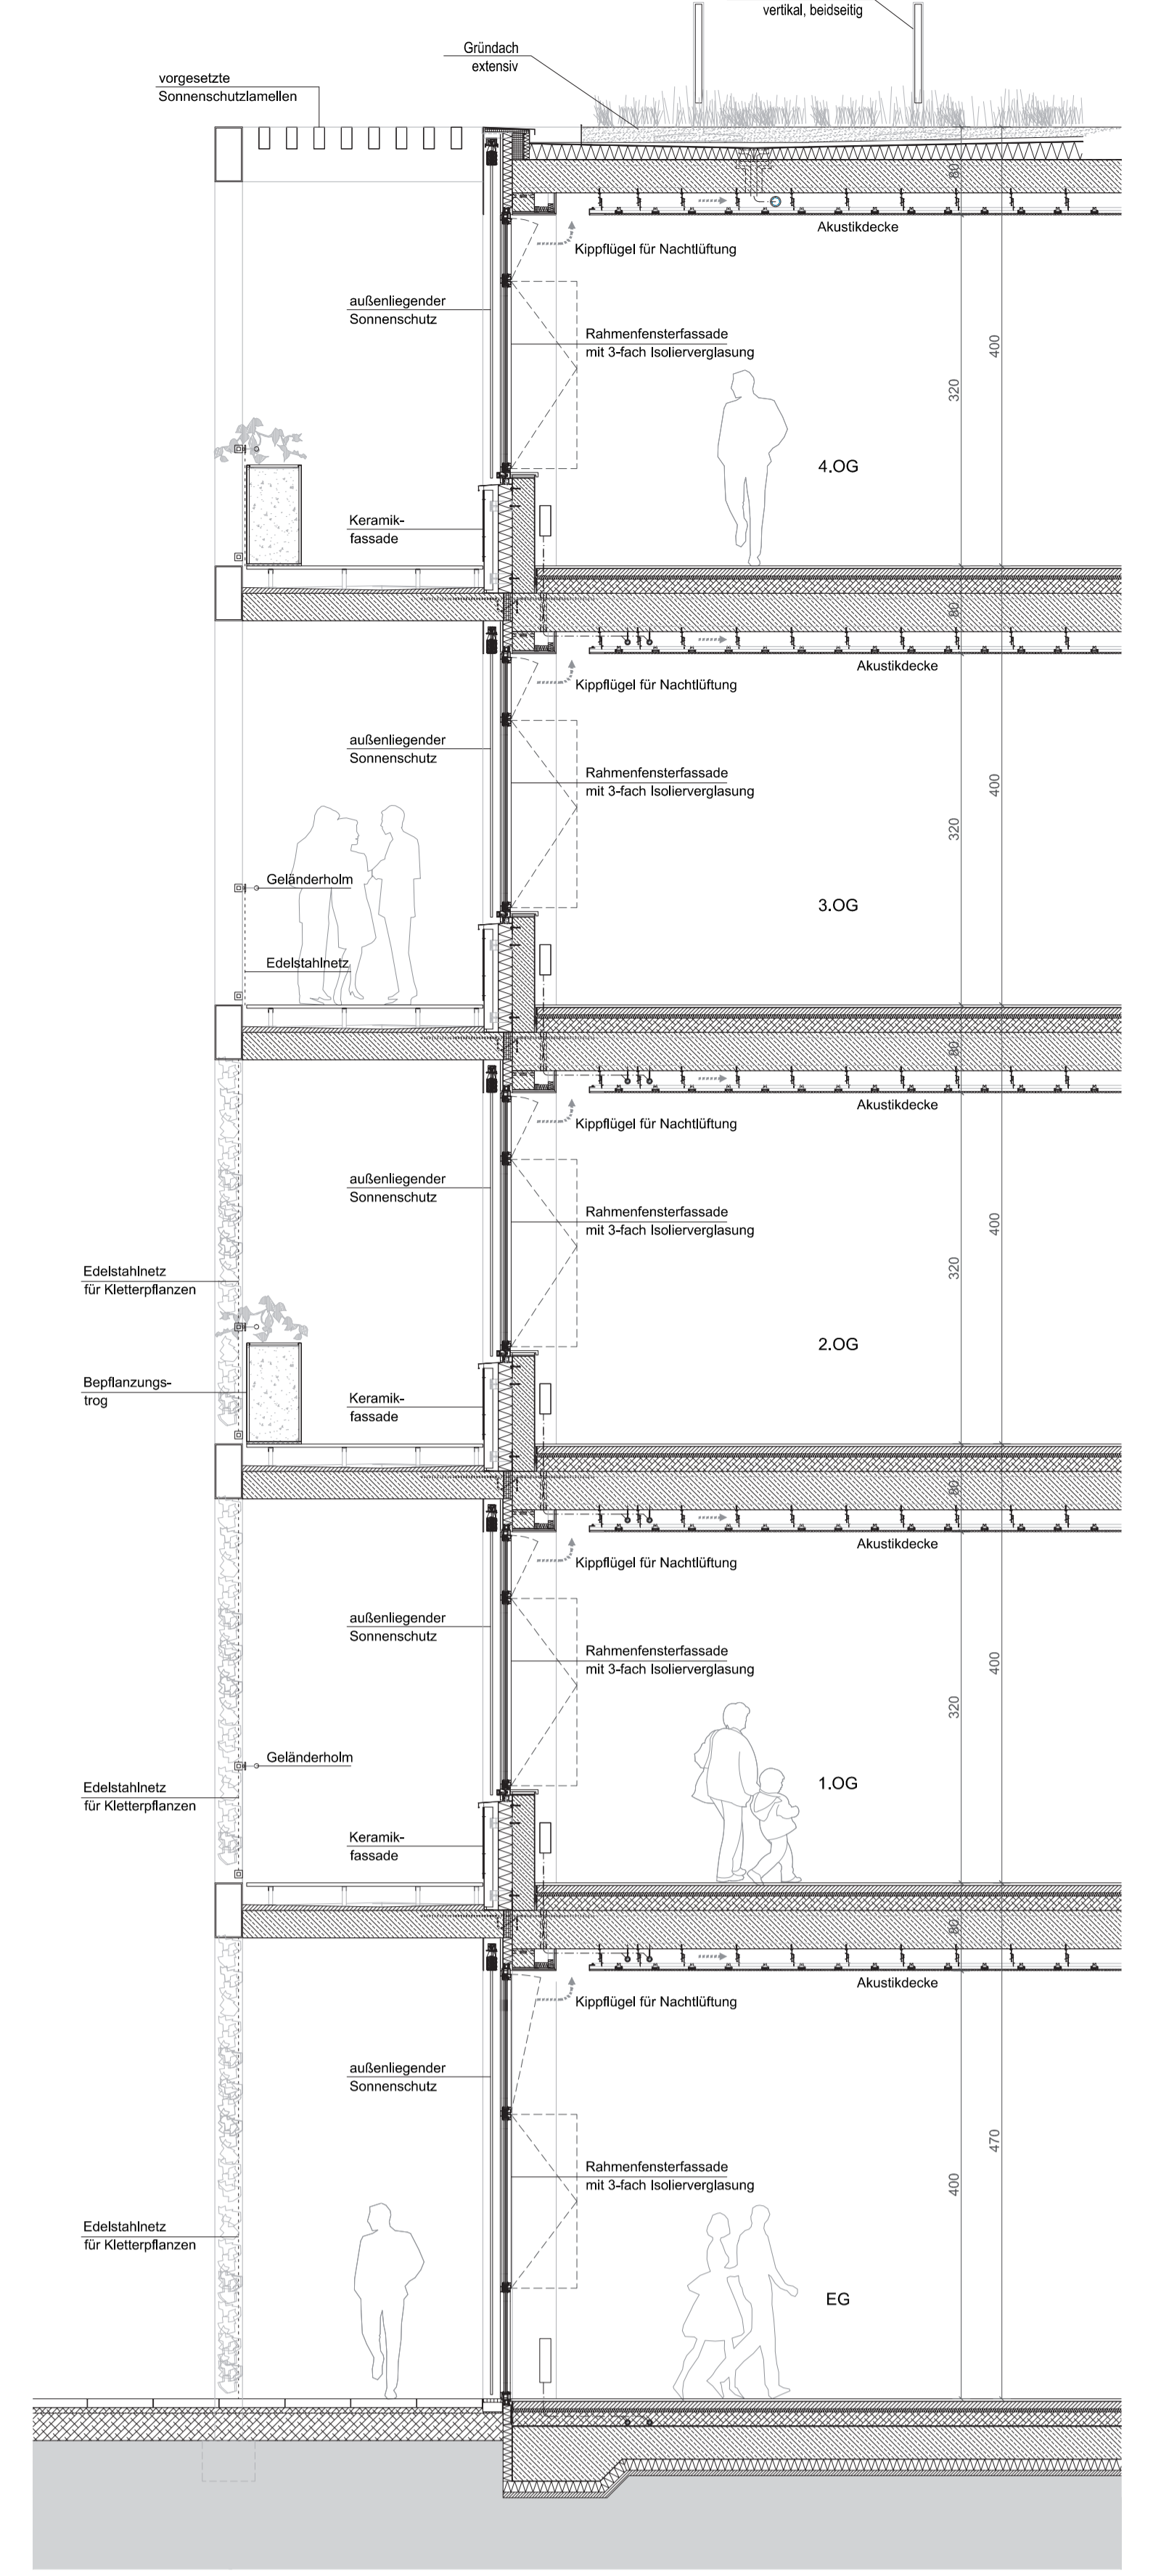 vertikal, beidseitig
Gründach
extensiv
vorgesetzte
Sonnenschutzlamellen
80
Akustikdecke
Kippflügel für Nachtlüftung
außenliegender
Sonnenschutz
Rahmenfensterfassade
mit 3-fach Isolierverglasung
400
320
4.OG
Keramik-
fassade
80
Akustikdecke
Kippflügel für Nachtlüftung
außenliegender
Sonnenschutz
Rahmenfensterfassade
mit 3-fach Isolierverglasung
400
320
Geländerholm
3.OG
Edelstahlnetz
80
Akustikdecke
Kippflügel für Nachtlüftung
außenliegender
Sonnenschutz
Rahmenfensterfassade
mit 3-fach Isolierverglasung
400
320
Edelstahlnetz
für Kletterpflanzen
2.OG
Bepflanzungs-
trog
Keramik-
fassade
80
Akustikdecke
Kippflügel für Nachtlüftung
außenliegender
Sonnenschutz
Rahmenfensterfassade
mit 3-fach Isolierverglasung
400
320
Geländerholm
Edelstahlnetz
für Kletterpflanzen
1.OG
Keramik-
fassade
80
Akustikdecke
Kippflügel für Nachtlüftung
außenliegender
Sonnenschutz
Rahmenfensterfassade
mit 3-fach Isolierverglasung
470
400
Edelstahlnetz
für Kletterpflanzen
EG